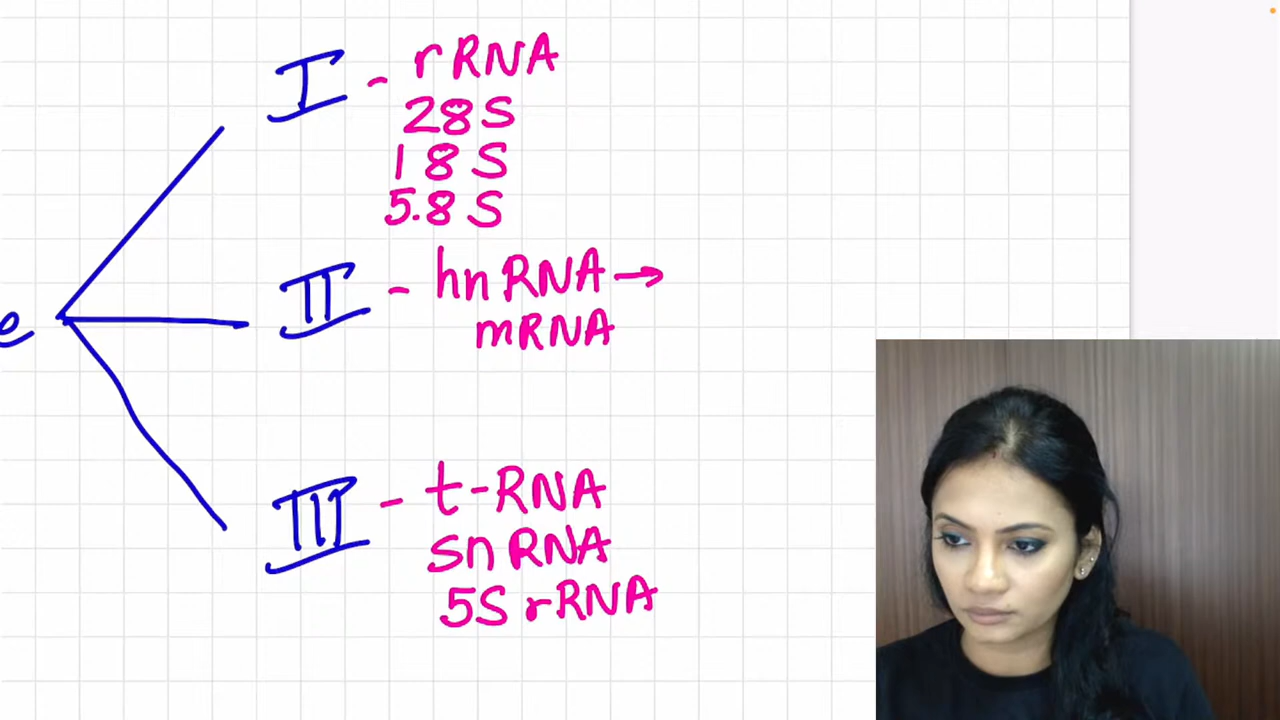 I - rRNA
28S
18S
5.8S
II - hnRNA →
mRNA
e
III - t-RNA
snRNA
5S rRNA